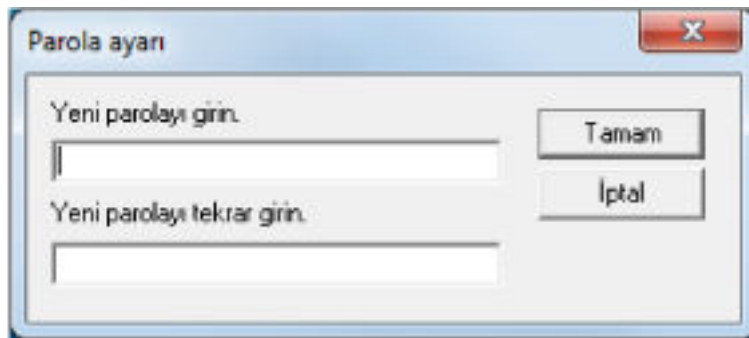 Parola ayarı
Yeni parolayı girin.
Tamam
İptal
Yeni parolayı tekrar girin.